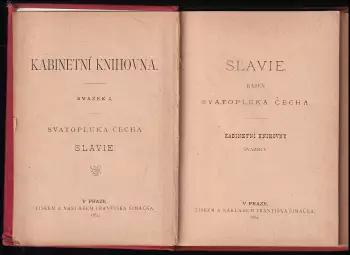 KABINETNÍ KNIHOVNA.
SVAZEK I.
SVATOPLUKA ČECHA
SLAVIE.
V PRAZE.
TISKEM A NÁKLADEM FRANTIŠKA ŠIMÁČKA.
SLAVIE.
BÁSEŇ
SVATOPLUKA ČECHA
KABINETNÍ KNIHOVNY
V PRAZE.
TISKEM A NÁKLADEM FRANTIŠKA ŠIMÁČKA.